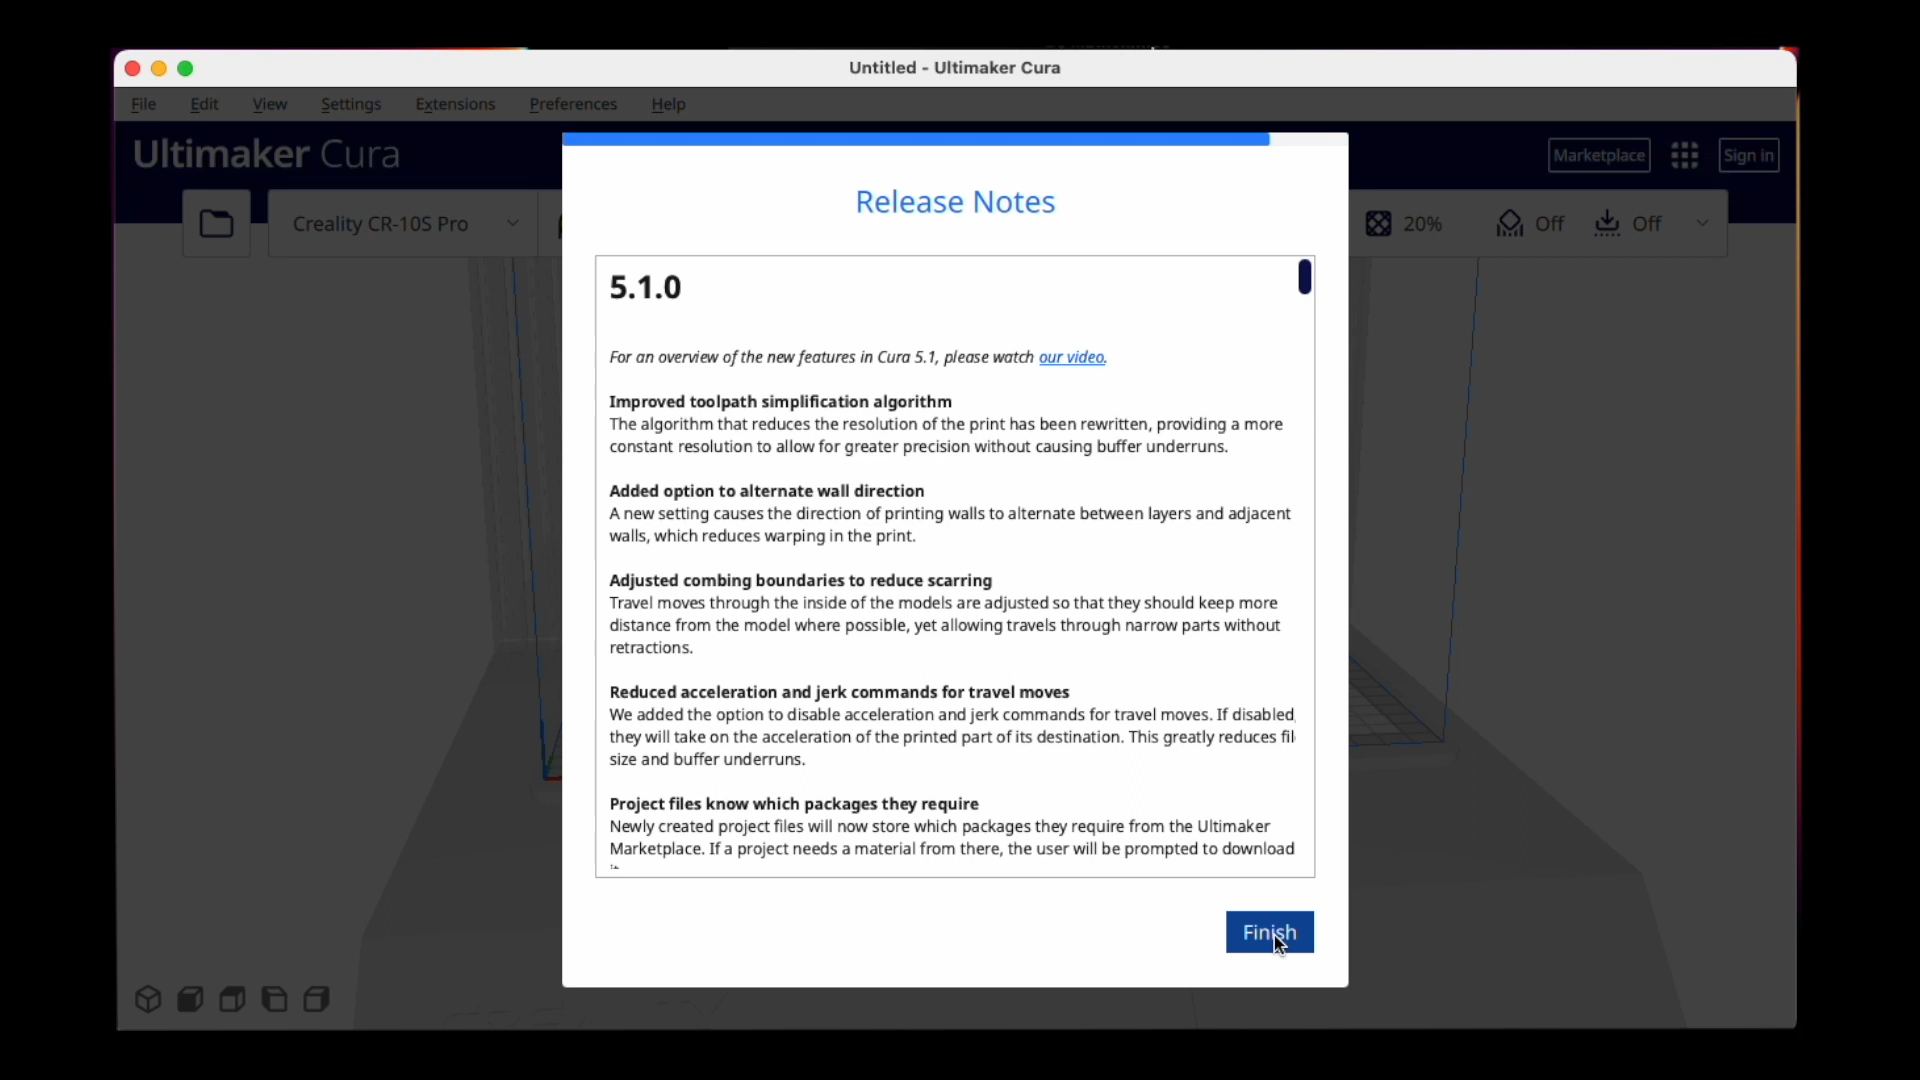 Untitled - Ultimaker Cura
File Edit View Settings Extensions Preferences Help
Ultimaker Cura
Marketplace
Sign in
Creality CR-10S Pro
20%
Off
Off
Release Notes
5.1.0
For an overview of the new features in Cura 5.1, please watch our video.
Improved toolpath simplification algorithm
The algorithm that reduces the resolution of the print has been rewritten, providing a more
constant resolution to allow for greater precision without causing buffer underruns.
Added option to alternate wall direction
A new setting causes the direction of printing walls to alternate between layers and adjacent
walls, which reduces warping in the print.
Adjusted combing boundaries to reduce scarring
Travel moves through the inside of the models are adjusted so that they should keep more
distance from the model where possible, yet allowing travels through narrow parts without
retractions.
Reduced acceleration and jerk commands for travel moves
We added the option to disable acceleration and jerk commands for travel moves. If disabled,
they will take on the acceleration of the printed part of its destination. This greatly reduces fil
size and buffer underruns.
Project files know which packages they require
Newly created project files will now store which packages they require from the Ultimaker
Marketplace. If a project needs a material from there, the user will be prompted to download
Finish